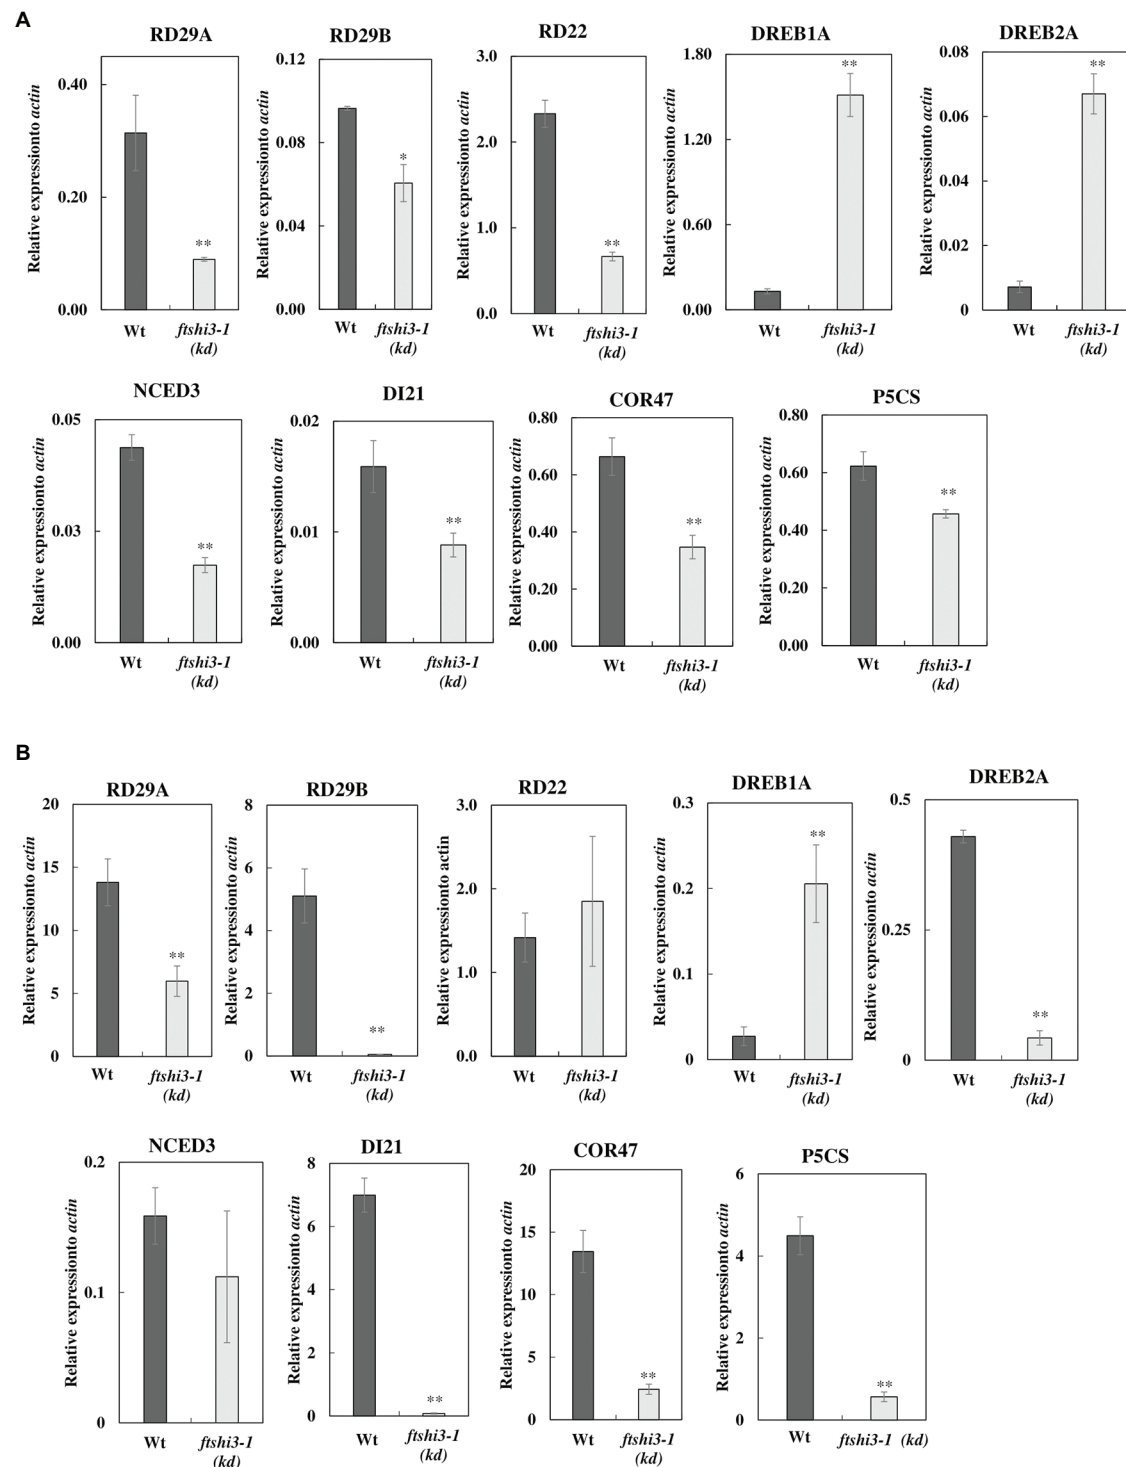 A
RD29A
Relative expressionto actin
0.40
0.20
0.00
Wt
ftshi3-1
(kd)
**
RD29B
Relative expressionto actin
0.12
0.08
0.04
0.00
Wt
ftshi3-1
(kd)
*
RD22
Relative expressionto actin
3.0
2.0
1.0
0.0
Wt
ftshi3-1
(kd)
**
DREB1A
Relative expressionto actin
1.80
1.20
0.60
0.00
Wt
ftshi3-1
(kd)
**
DREB2A
Relative expressionto actin
0.08
0.06
0.04
0.02
0
Wt
ftshi3-1
(kd)
**
NCED3
Relative expressionto actin
0.05
0.03
0.00
Wt
ftshi3-1
(kd)
**
DI21
Relative expressionto actin
0.02
0.01
0.00
Wt
ftshi3-1
(kd)
**
COR47
Relative expressionto actin
0.80
0.60
0.40
0.20
0.00
Wt
ftshi3-1
(kd)
**
P5CS
Relative expressionto actin
0.80
0.60
0.40
0.20
0.00
Wt
ftshi3-1
(kd)
**
B
RD29A
Relative expressionto actin
20
15
10
5
0
Wt
ftshi3-1
(kd)
**
RD29B
Relative expressionto actin
8
6
4
2
0
Wt
ftshi3-1
(kd)
**
RD22
Relative expressionto actin
3.0
2.0
1.0
0.0
Wt
ftshi3-1
(kd)
DREB1A
Relative expressionto actin
0.3
0.2
0.1
0
Wt
ftshi3-1
(kd)
**
DREB2A
Relative expressionto actin
0.5
0.25
0
Wt
ftshi3-1
(kd)
**
NCED3
Relative expressionto actin
0.2
0.1
0
Wt
ftshi3-1
(kd)
DI21
Relative expressionto actin
8
6
4
2
0
Wt
ftshi3-1
(kd)
**
COR47
Relative expressionto actin
20
15
10
5
0
Wt
ftshi3-1
(kd)
**
P5CS
Relative expressionto actin
6
4
2
0
Wt
ftshi3-1 (kd)
**